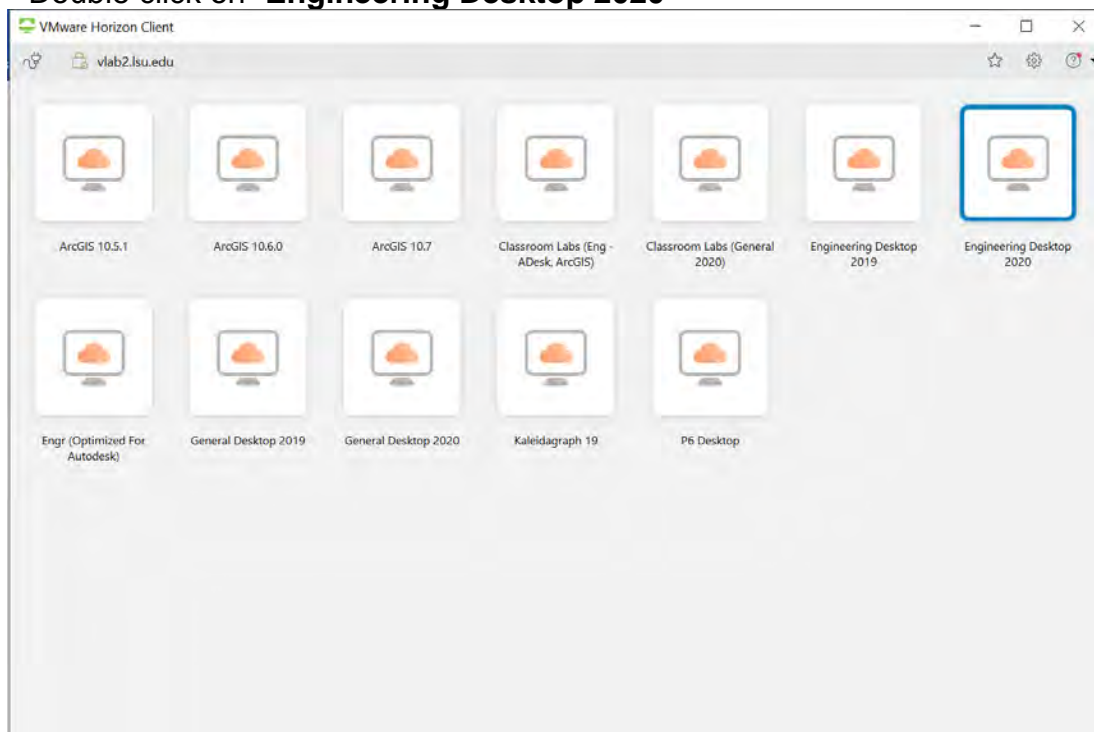 Double click on "Engineering Desktop 2020"
VMware Horizon Client
vlab2.lsu.edu
ArcGIS 10.5.1
ArcGIS 10.6.0
ArcGIS 10.7
Classroom Labs (Eng -
ADesk, ArcGIS)
Classroom Labs (General
2020)
Engineering Desktop
2019
Engineering Desktop
2020
Engr (Optimized For
Autodesk)
General Desktop 2019
General Desktop 2020
Kaleidagraph 19
P6 Desktop